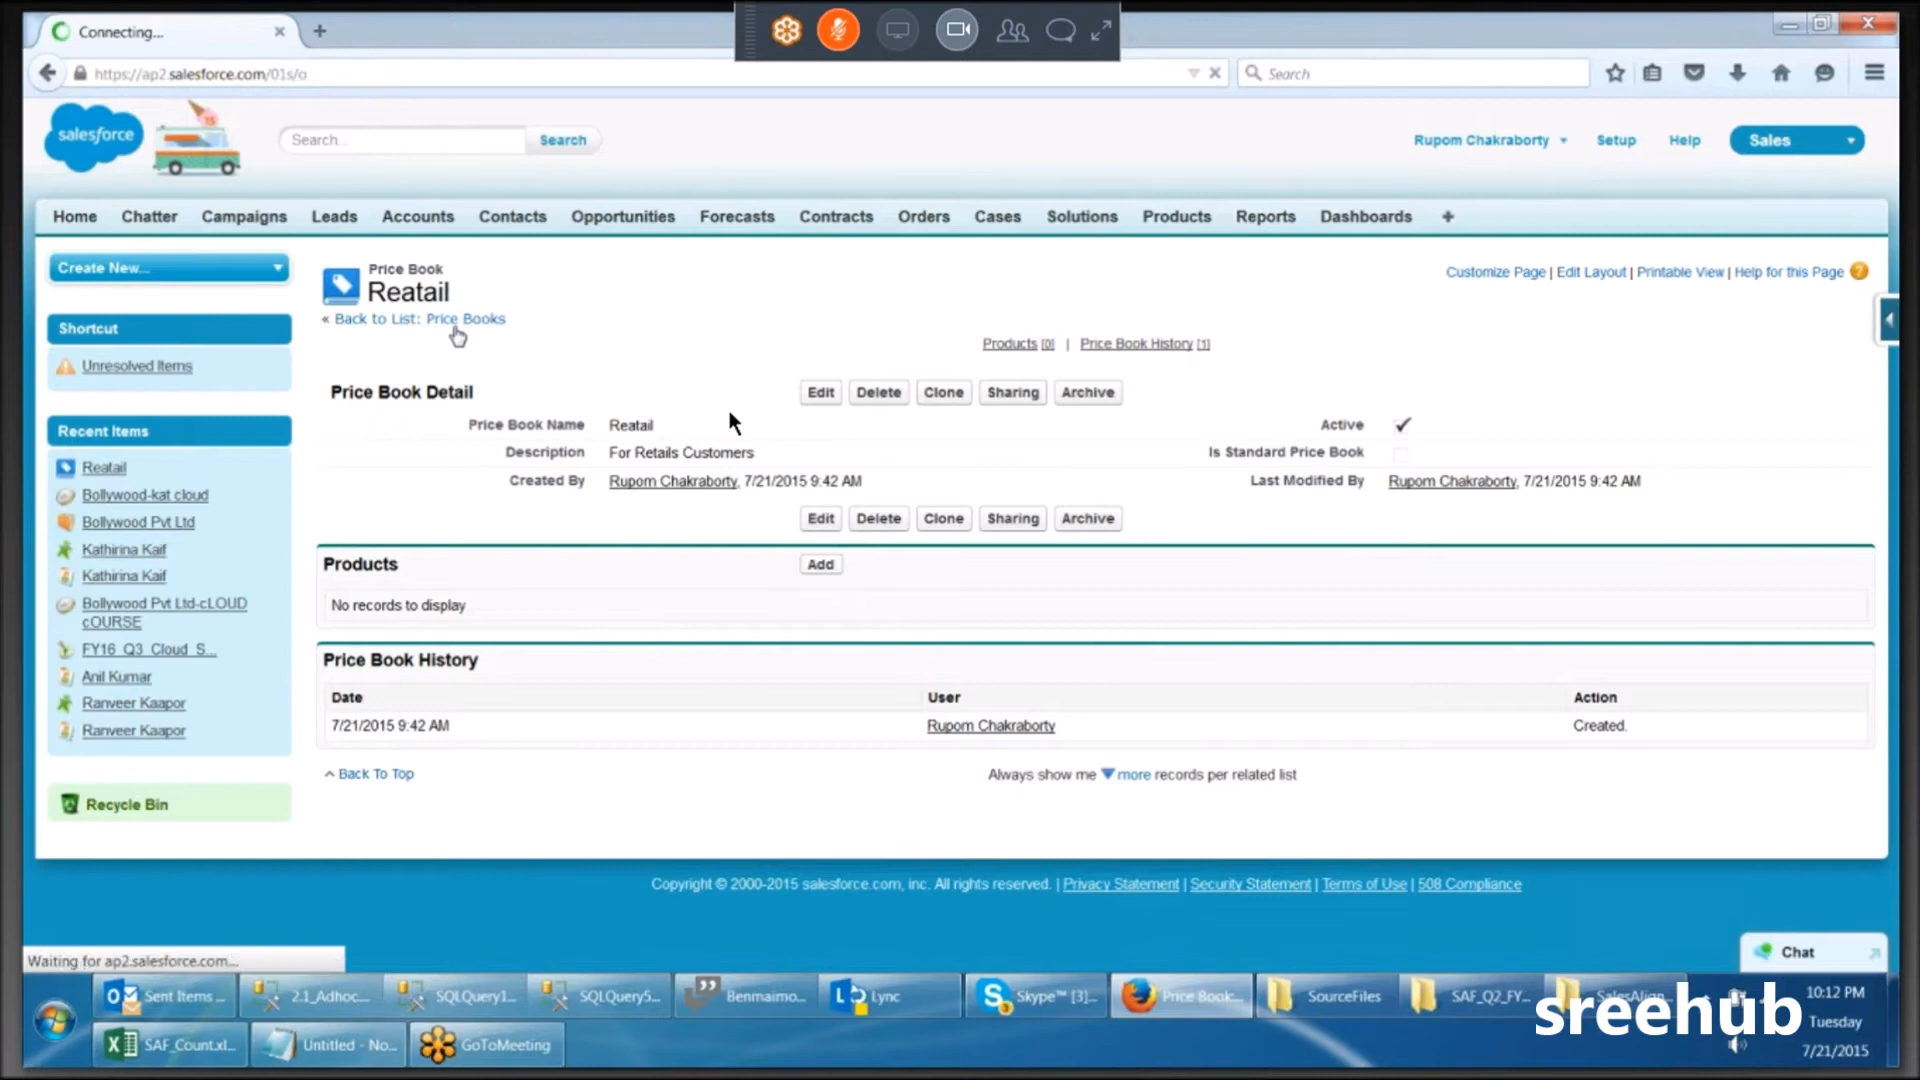 Connecting...
https://ap2.salesforce.com/01s/o
Search
salesforce
15
Search...
Search
Rupom Chakraborty
Setup
Help
Sales
Home
Chatter
Campaigns
Leads
Accounts
Contacts
Opportunities
Forecasts
Contracts
Orders
Cases
Solutions
Products
Reports
Dashboards
+
Create New...
Price Book
Reatail
« Back to List: Price Books
Customize Page | Edit Layout | Printable View | Help for this Page ?
Products [0] | Price Book History [1]
Shortcut
Unresolved Items
Recent Items
Reatail
Bollywood-kat cloud
Bollywood Pvt Ltd
Kathirina Kaif
Kathirina Kaif
Bollywood Pvt Ltd-cLOUD
cOURSE
FY16_Q3_Cloud_S...
Anil Kumar
Ranveer Kaapor
Ranveer Kaapor
Recycle Bin
Price Book Detail
Edit Delete Clone Sharing Archive
Price Book Name Reatail Active
Description For Retails Customers Is Standard Price Book
Created By Rupom Chakraborty, 7/21/2015 9:42 AM Last Modified By Rupom Chakraborty, 7/21/2015 9:42 AM
Edit Delete Clone Sharing Archive
Products Add
No records to display
Price Book History
Date User Action
7/21/2015 9:42 AM Rupom Chakraborty Created.
Back To Top
Always show me more records per related list
Copyright © 2000-2015 salesforce.com, inc. All rights reserved. | Privacy Statement | Security Statement | Terms of Use | 508 Compliance
Chat
Waiting for ap2.salesforce.com...
Sent Items ...
2.1_Adhoc...
SQLQuery1...
SQLQuery5...
Benmaimo...
Lync
Skype™ [3]...
Price Book...
SourceFiles
SAF_Q2_FY...
SalesAlign...
10:12 PM
SAF_Count.xl...
Untitled - No...
GoToMeeting
sreehub
Tuesday
7/21/2015